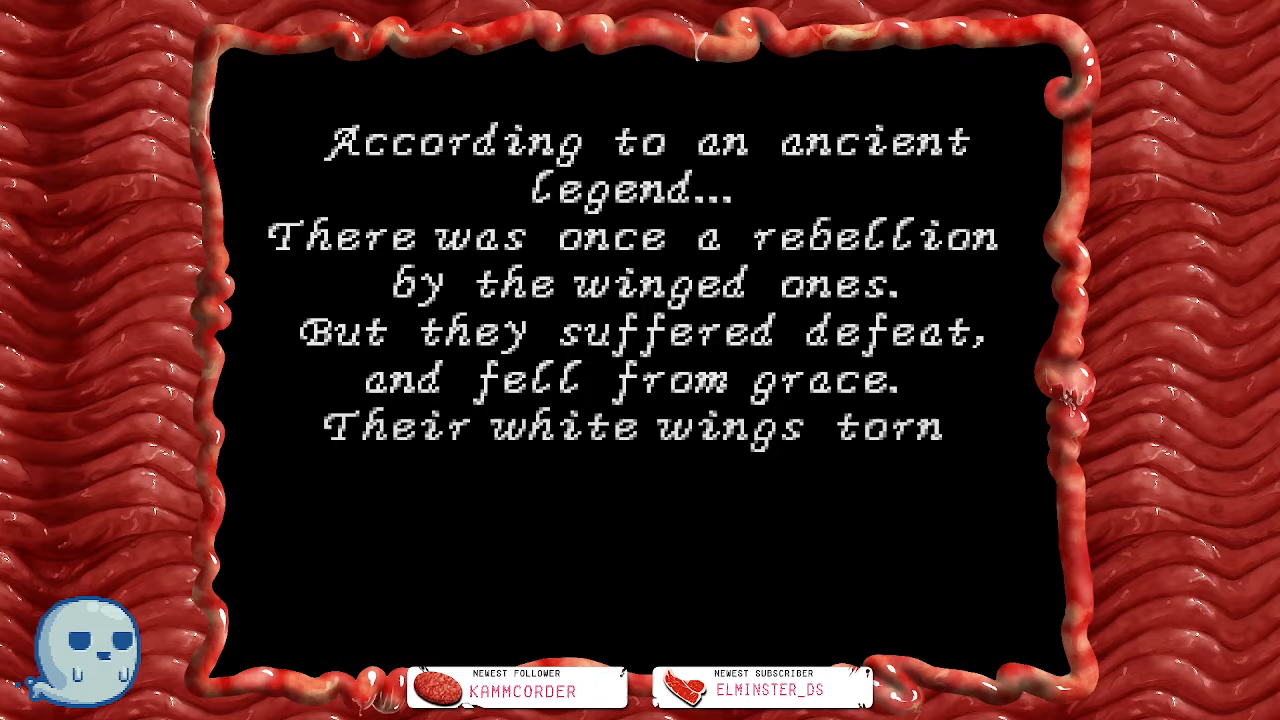 According to an ancient
legend...
There was once a rebellion
by the winged ones.
But they suffered defeat,
and fell from grace.
Their white wings torn
NEWEST FOLLOWER
KAMMCORDER
NEWEST SUBSCRIBER
ELMINSTER_DS